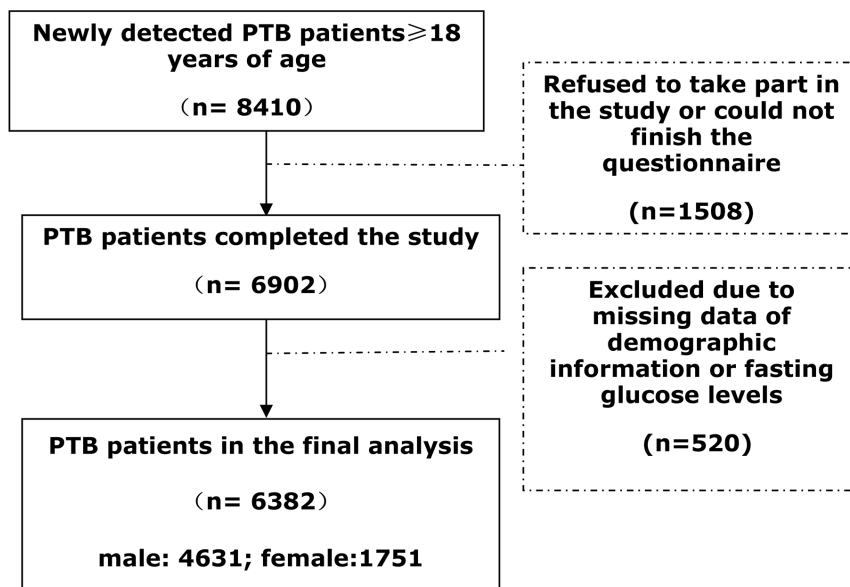 Newly detected PTB patients≥18
years of age
（n= 8410）
Refused to take part in
the study or could not
finish the
questionnaire
(n=1508)
PTB patients completed the study
（n= 6902）
Excluded due to
missing data of
demographic
information or fasting
glucose levels
(n=520)
PTB patients in the final analysis
（n= 6382）
male: 4631; female:1751